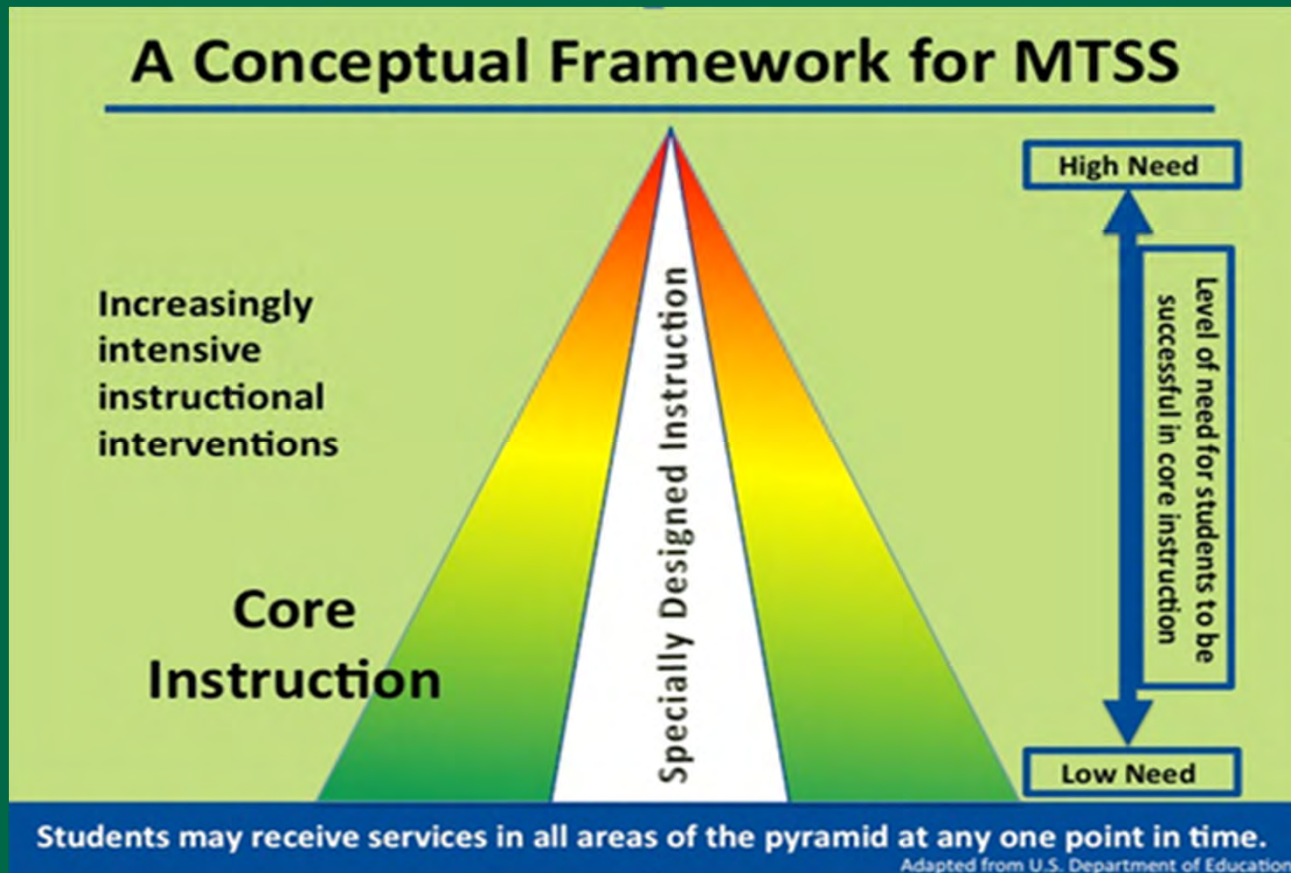 A Conceptual Framework for MTSS
High Need
Increasingly
intensive
instructional
interventions
Specially Designed Instruction
Level of need for students to be
successful in core instruction
Core
Instruction
Low Need
Students may receive services in all areas of the pyramid at any one point in time.
Adapted from U.S. Department of Education